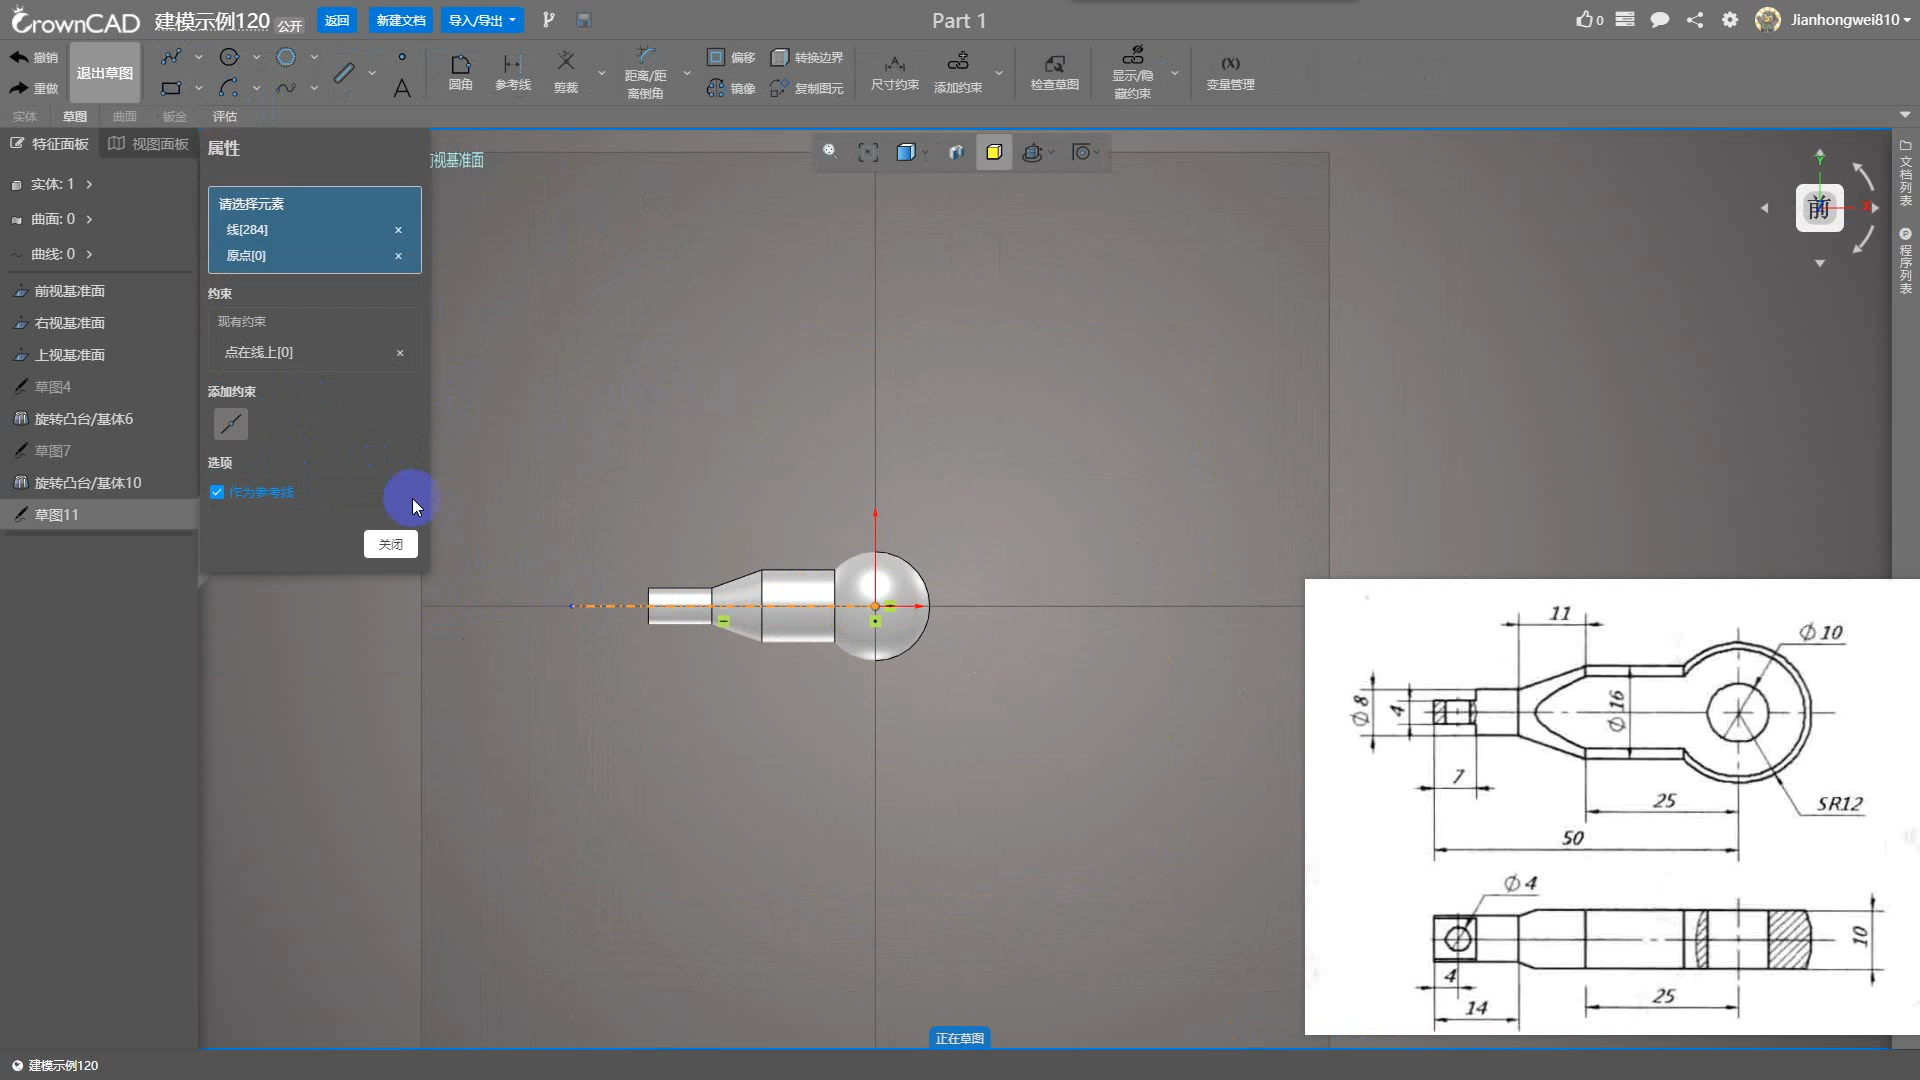 CrownCAD 建模示例120 公开 返回 新建文档 导入/导出 Part 1 0 Jianhongwei810
撤销
重做
退出草图
圆角
参考线
剪裁
距离/距
离倒角
偏移
转换边界
镜像
复制图元
尺寸约束
添加约束
检查草图
显示/隐
藏约束
变量管理
实体 草图 曲面 钣金 评估
特征面板 视图面板
实体: 1
曲面: 0
曲线: 0
前视基准面
右视基准面
上视基准面
草图4
旋转凸台/基体6
草图7
旋转凸台/基体10
草图11
属性
请选择元素
线[284]
原点[0]
约束
现有约束
点在线上[0]
添加约束
选项
作为参考线
关闭
视基准面
Y
前
X
文档列表
程序列表
11
Φ10
Φ8
4
Φ16
7
25
SR12
50
Φ4
10
4
25
14
正在草图
建模示例120